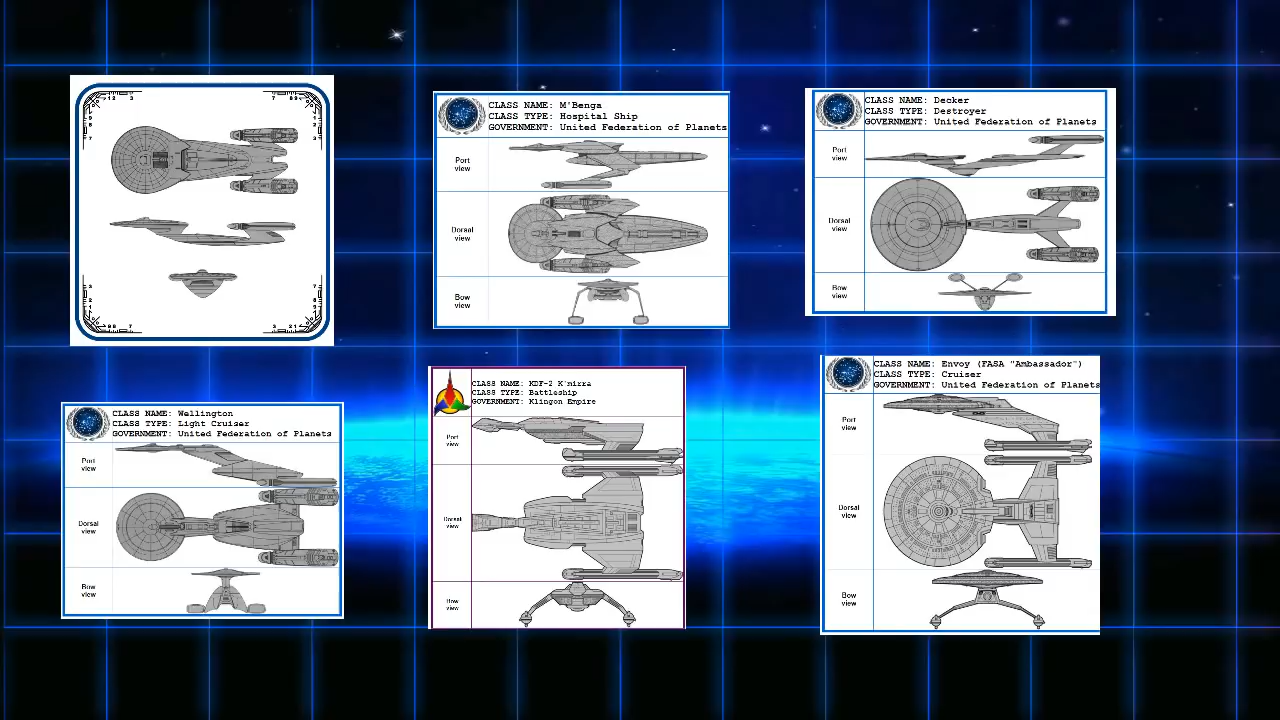 CLASS NAME: M'Benga
CLASS TYPE: Hospital Ship
GOVERNMENT: United Federation of Planets
Port
view
Dorsal
view
Bow
view
CLASS NAME: Decker
CLASS TYPE: Destroyer
GOVERNMENT: United Federation of Planets
Port
view
Dorsal
view
Bow
view
CLASS NAME: Wellington
CLASS TYPE: Light Cruiser
GOVERNMENT: United Federation of Planets
Port
view
Dorsal
view
Bow
view
CLASS NAME: KDF-2 K'mirra
CLASS TYPE: Battleship
GOVERNMENT: Klingon Empire
Port
view
Dorsal
view
Bow
view
CLASS NAME: Envoy (FASA "Ambassador")
CLASS TYPE: Cruiser
GOVERNMENT: United Federation of Planets
Port
view
Dorsal
view
Bow
view